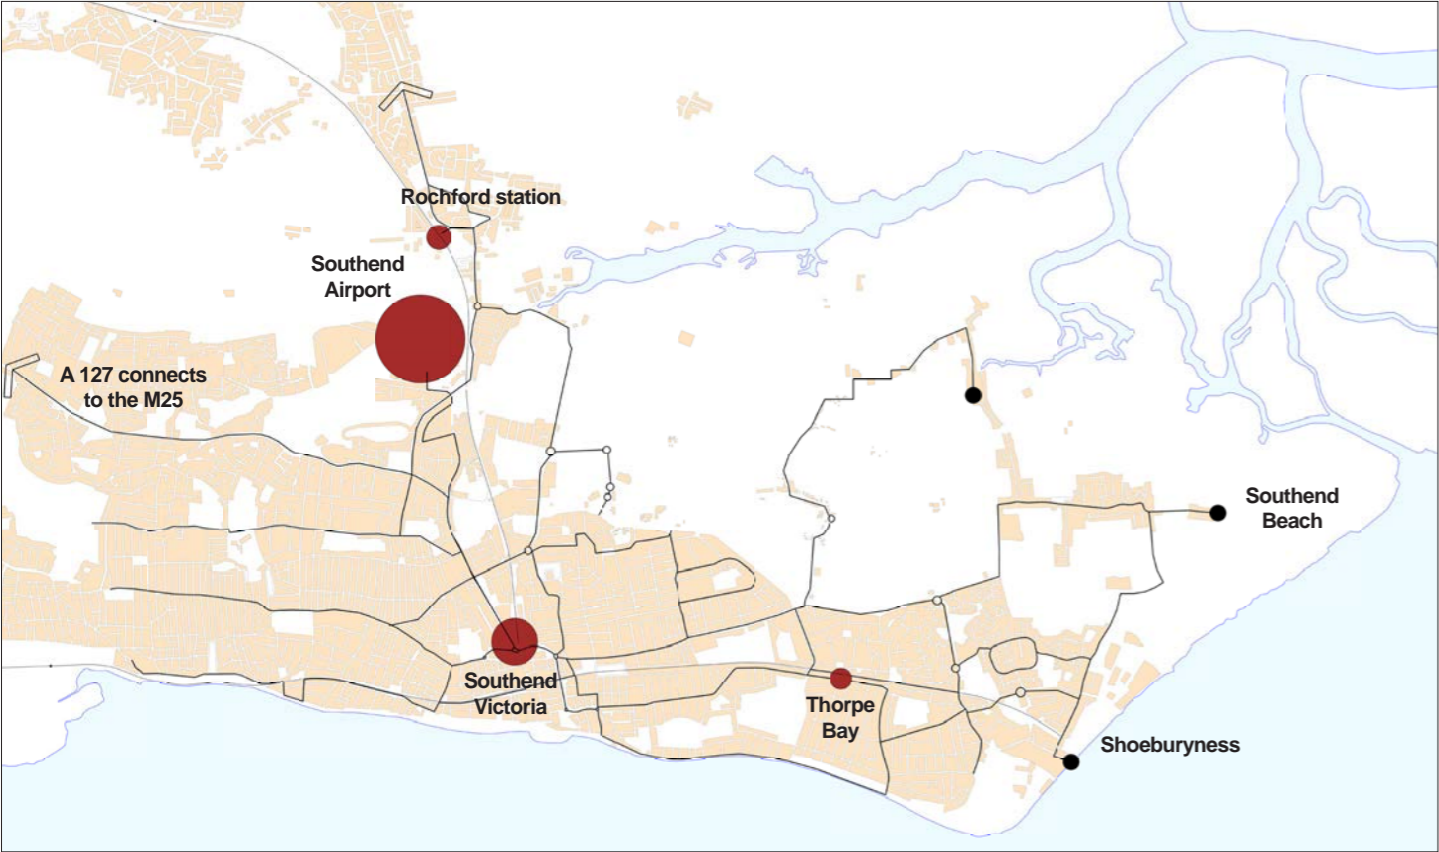 Rochford station
Southend
Airport
A 127 connects
to the M25
Southend
Beach
Southend
Victoria
Thorpe
Bay
Shoeburyness